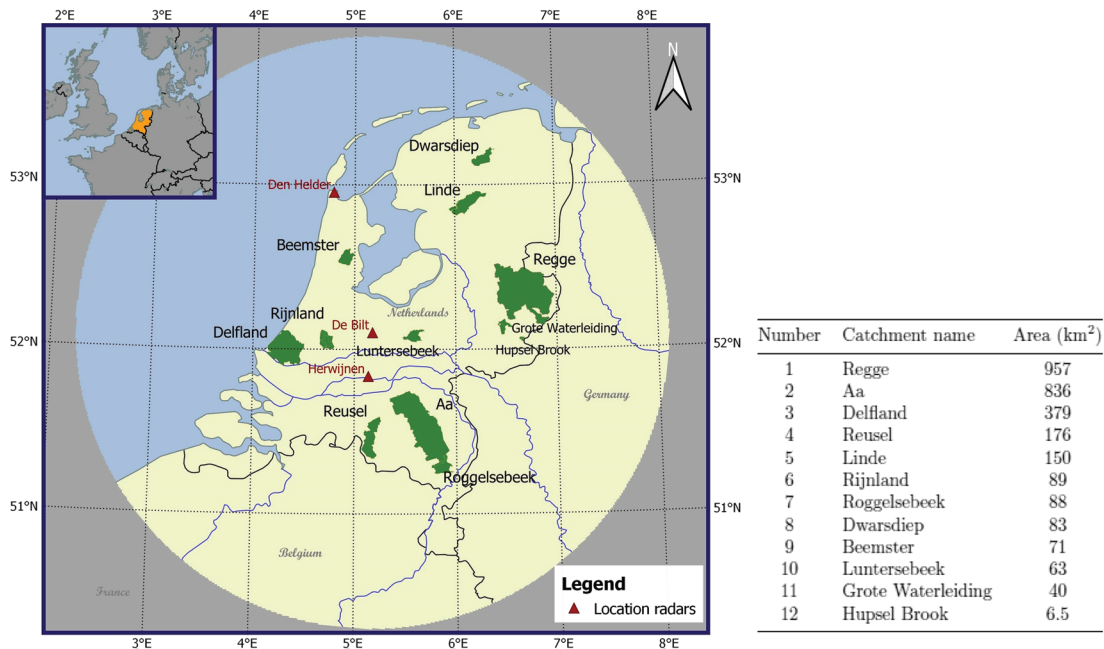 2°E 3°E 4°E 5°E 6°E 7°E 8°E
N
Dwarsdiep
53°N
53°N
Den Helder
Linde
Beemster
Regge
Rijnland
Netherlands
De Bilt
Delfland
Grote Waterleiding
52°N
52°N
Luntersebeek
Hupsel Brook
Herwijnen
Germany
Reusel
Aa
Roggelsebeek
51°N
51°N
Belgium
France
Legend
Location radars
3°E 4°E 5°E 6°E 7°E
Number Catchment name Area (km²)
1 Regge 957
2 Aa 836
3 Delfland 379
4 Reusel 176
5 Linde 150
6 Rijnland 89
7 Roggelsebeek 88
8 Dwarsdiep 83
9 Beemster 71
10 Luntersebeek 63
11 Grote Waterleiding 40
12 Hupsel Brook 6.5